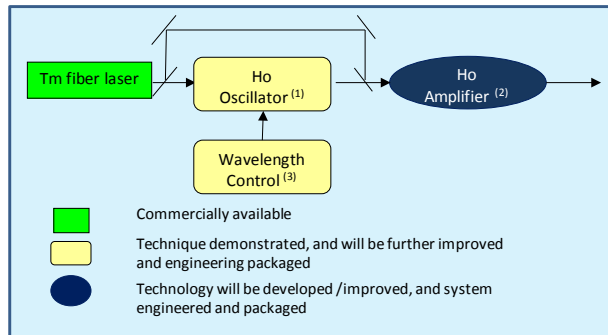 Tm fiber laser
Ho
Oscillator (1)
Ho
Amplifier (2)
Wavelength
Control (3)
Commercially available
Technique demonstrated, and will be further improved
and engineering packaged
Technology will be developed /improved, and system
engineered and packaged